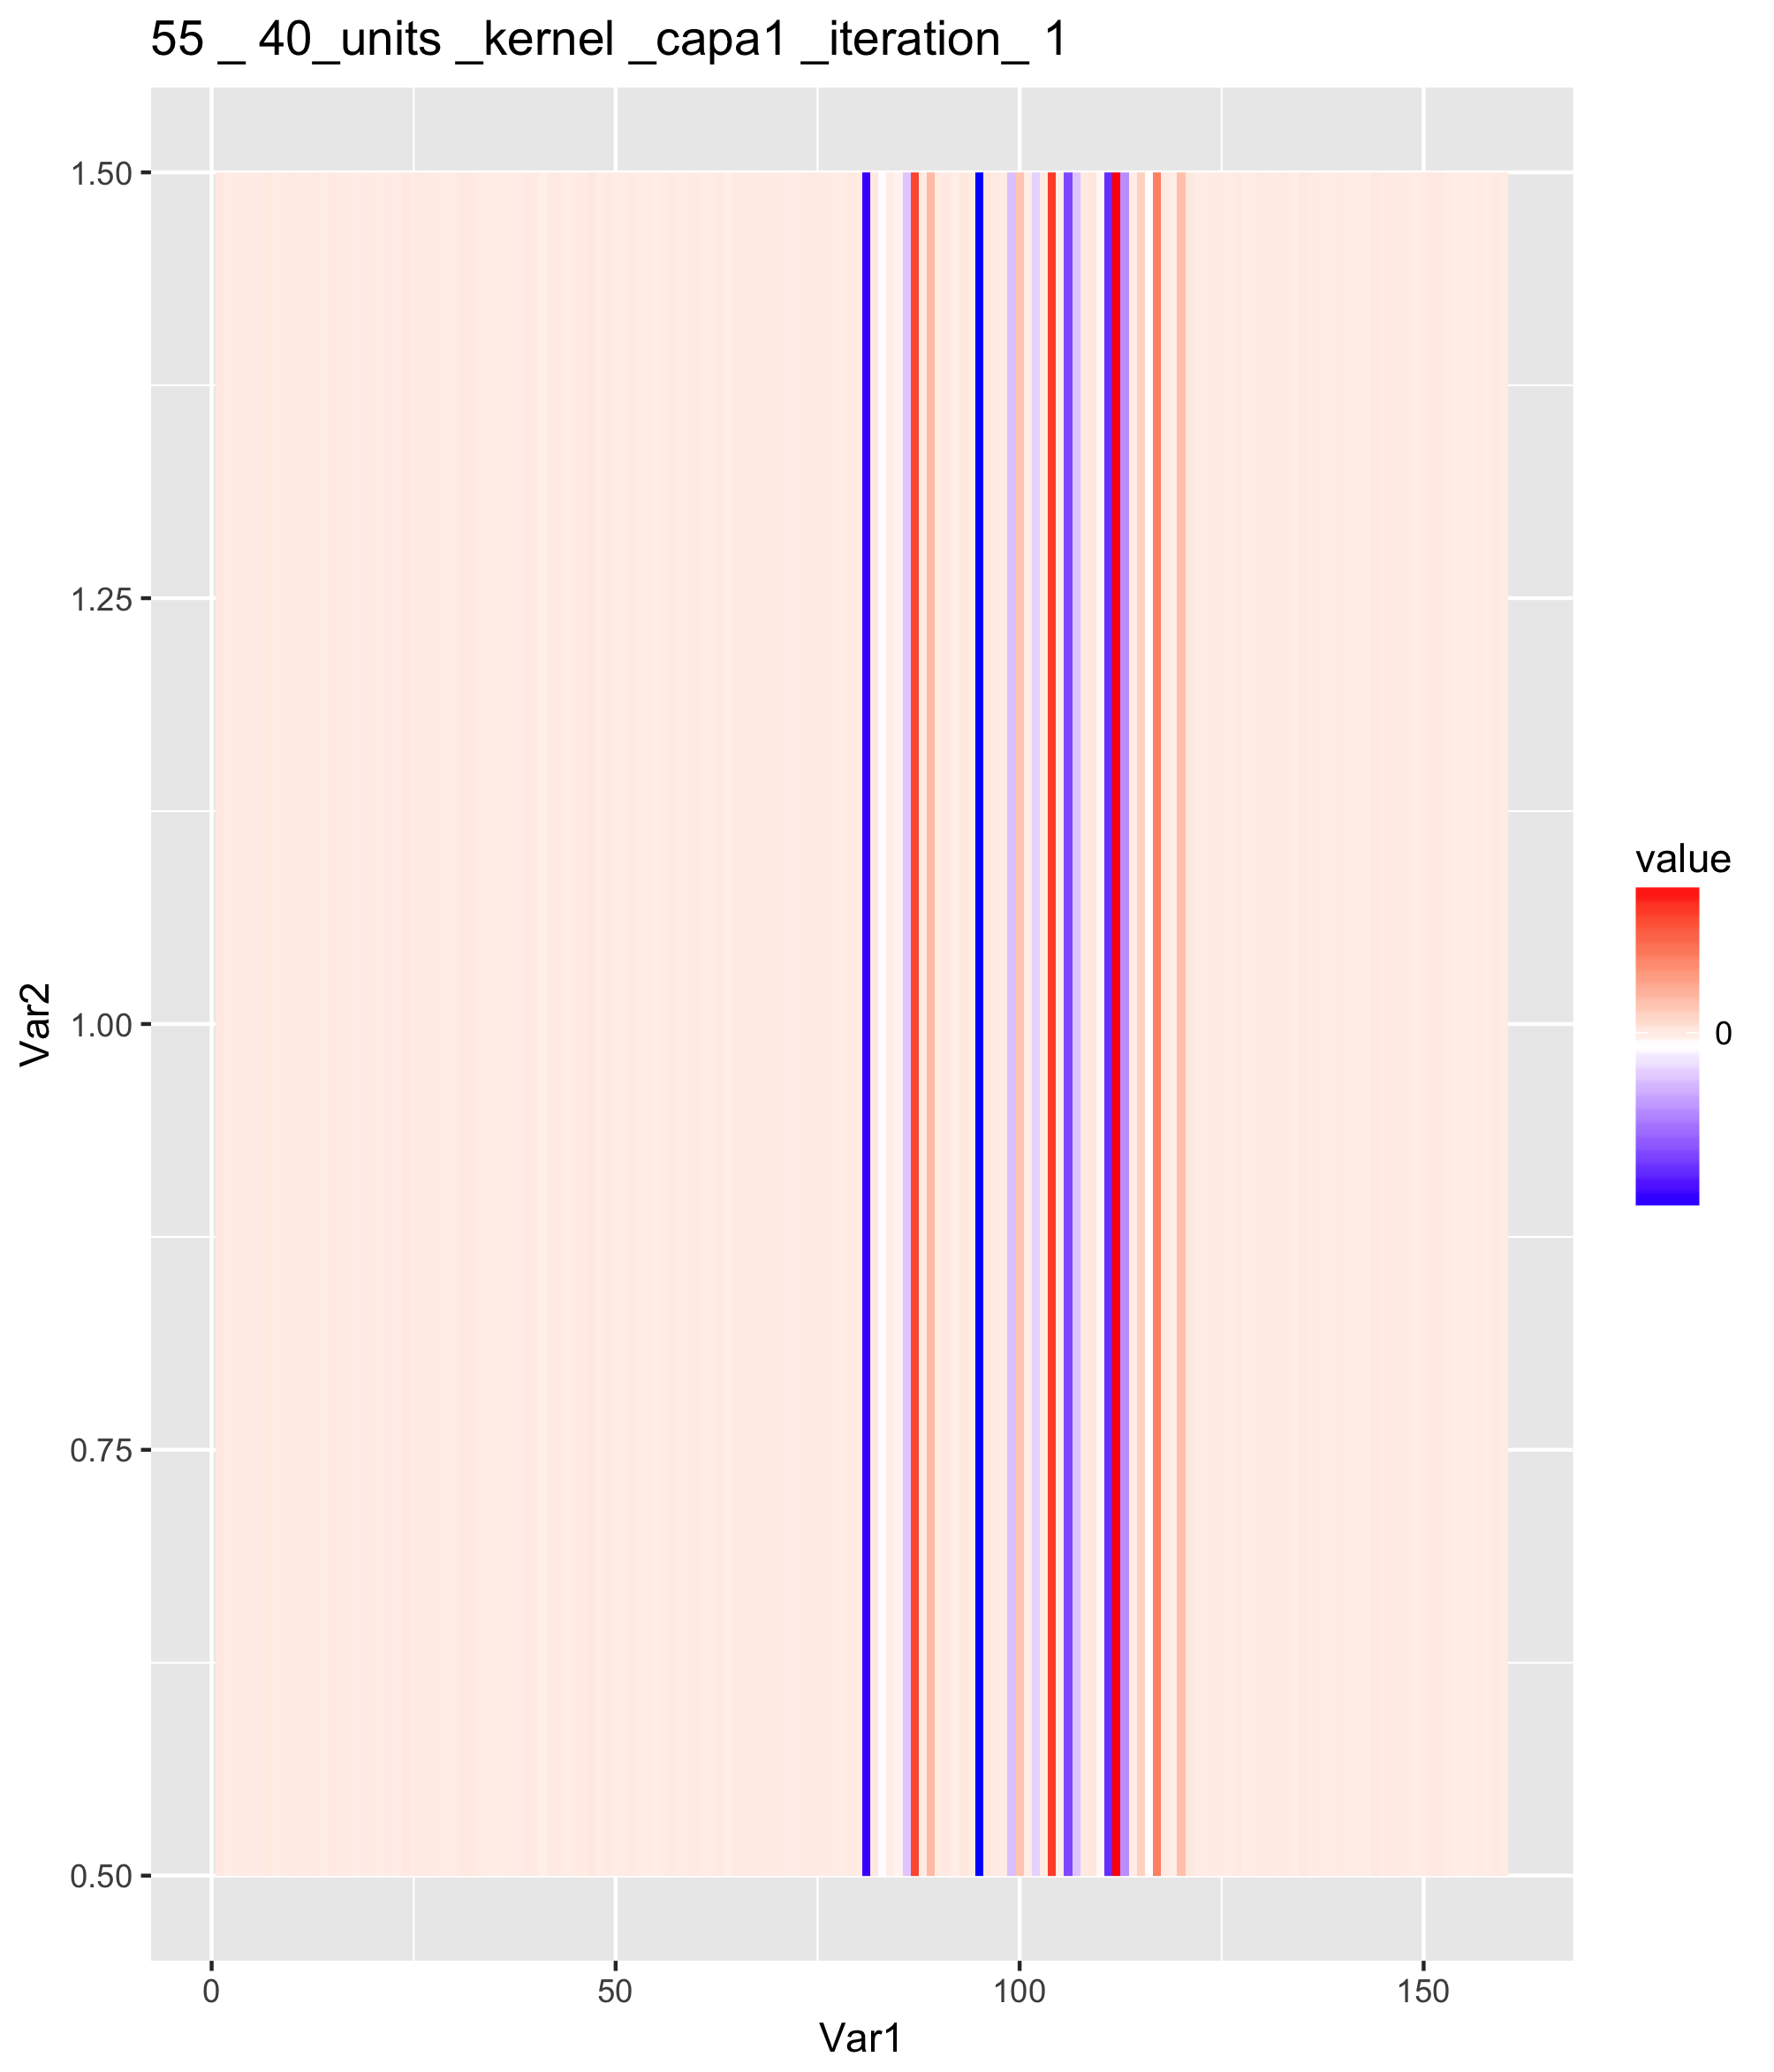 55 _ 40_units _kernel _capa1 _iteration_ 1
1.50
1.25
1.00
0.75
0.50
Var2
0
50
100
150
Var1
value
0